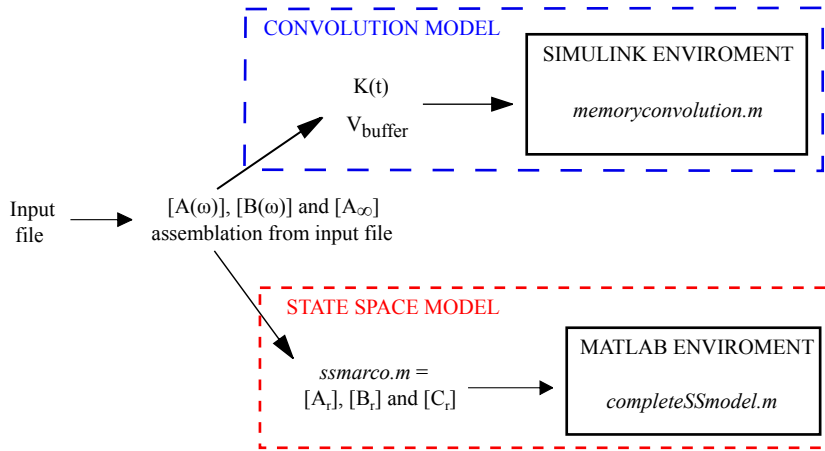 CONVOLUTION MODEL
K(t)
V_buffer
SIMULINK ENVIROMENT
memoryconvolution.m
Input
file
[A(ω)], [B(ω)] and [A∞]
assemblation from input file
STATE SPACE MODEL
ssmarco.m =
[A_r], [B_r] and [C_r]
MATLAB ENVIROMENT
completeSSmodel.m